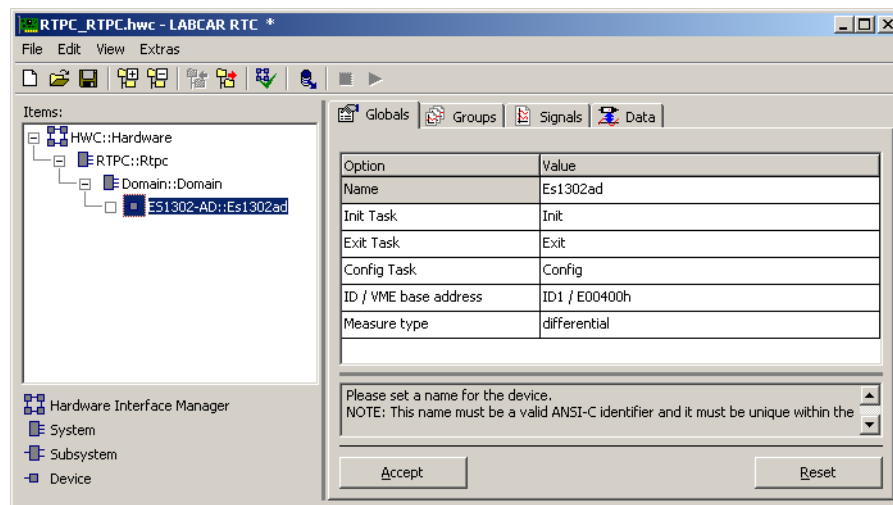 RTPC_RTPC.hwc - LABCAR RTC *
File Edit View Extras
Items:
HWC::Hardware
RTPC::Rtpc
Domain::Domain
ES1302-AD::Es1302ad
Hardware Interface Manager
System
Subsystem
Device
Globals Groups Signals Data
Option Value
Name Es1302ad
Init Task Init
Exit Task Exit
Config Task Config
ID / VME base address ID1 / E00400h
Measure type differential
Please set a name for the device.
NOTE: This name must be a valid ANSI-C identifier and it must be unique within the
Accept Reset